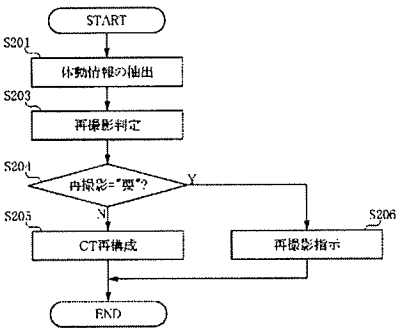 START
S201
体動情報の抽出
S203
再撮影判定
S204
再撮影="要"?
Y
N
S205
CT再構成
S206
再撮影指示
END